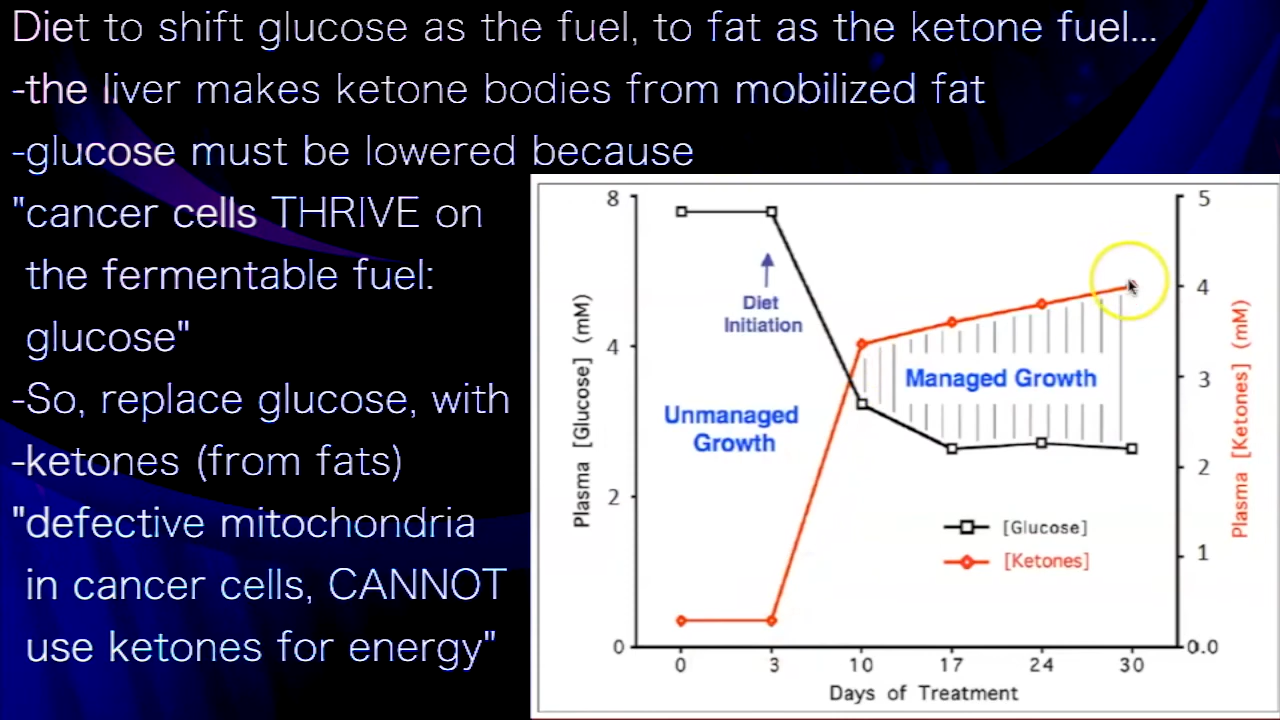 Diet to shift glucose as the fuel, to fat as the ketone fuel...
-the liver makes ketone bodies from mobilized fat
-glucose must be lowered because
"cancer cells THRIVE on
the fermentable fuel:
glucose"
-So, replace glucose, with
-ketones (from fats)
"defective mitochondria
in cancer cells, CANNOT
use ketones for energy"
8
4
2
0
Plasma [Glucose] (mM)
5
4
3
2
1
0.0
Plasma [Ketones] (mM)
Diet
Initiation
Unmanaged
Growth
Managed Growth
[Glucose]
[Ketones]
0 3 10 17 24 30
Days of Treatment